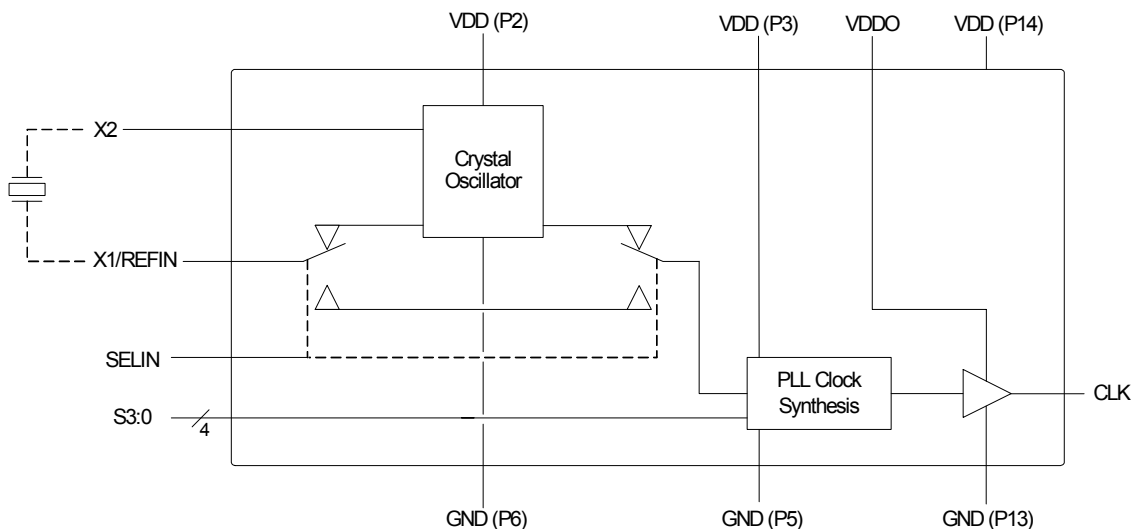 VDD (P2)
VDD (P3)
VDDO
VDD (P14)
X2
Crystal
Oscillator
X1/REFIN
SELIN
PLL Clock
Synthesis
CLK
S3:0
4
GND (P6)
GND (P5)
GND (P13)